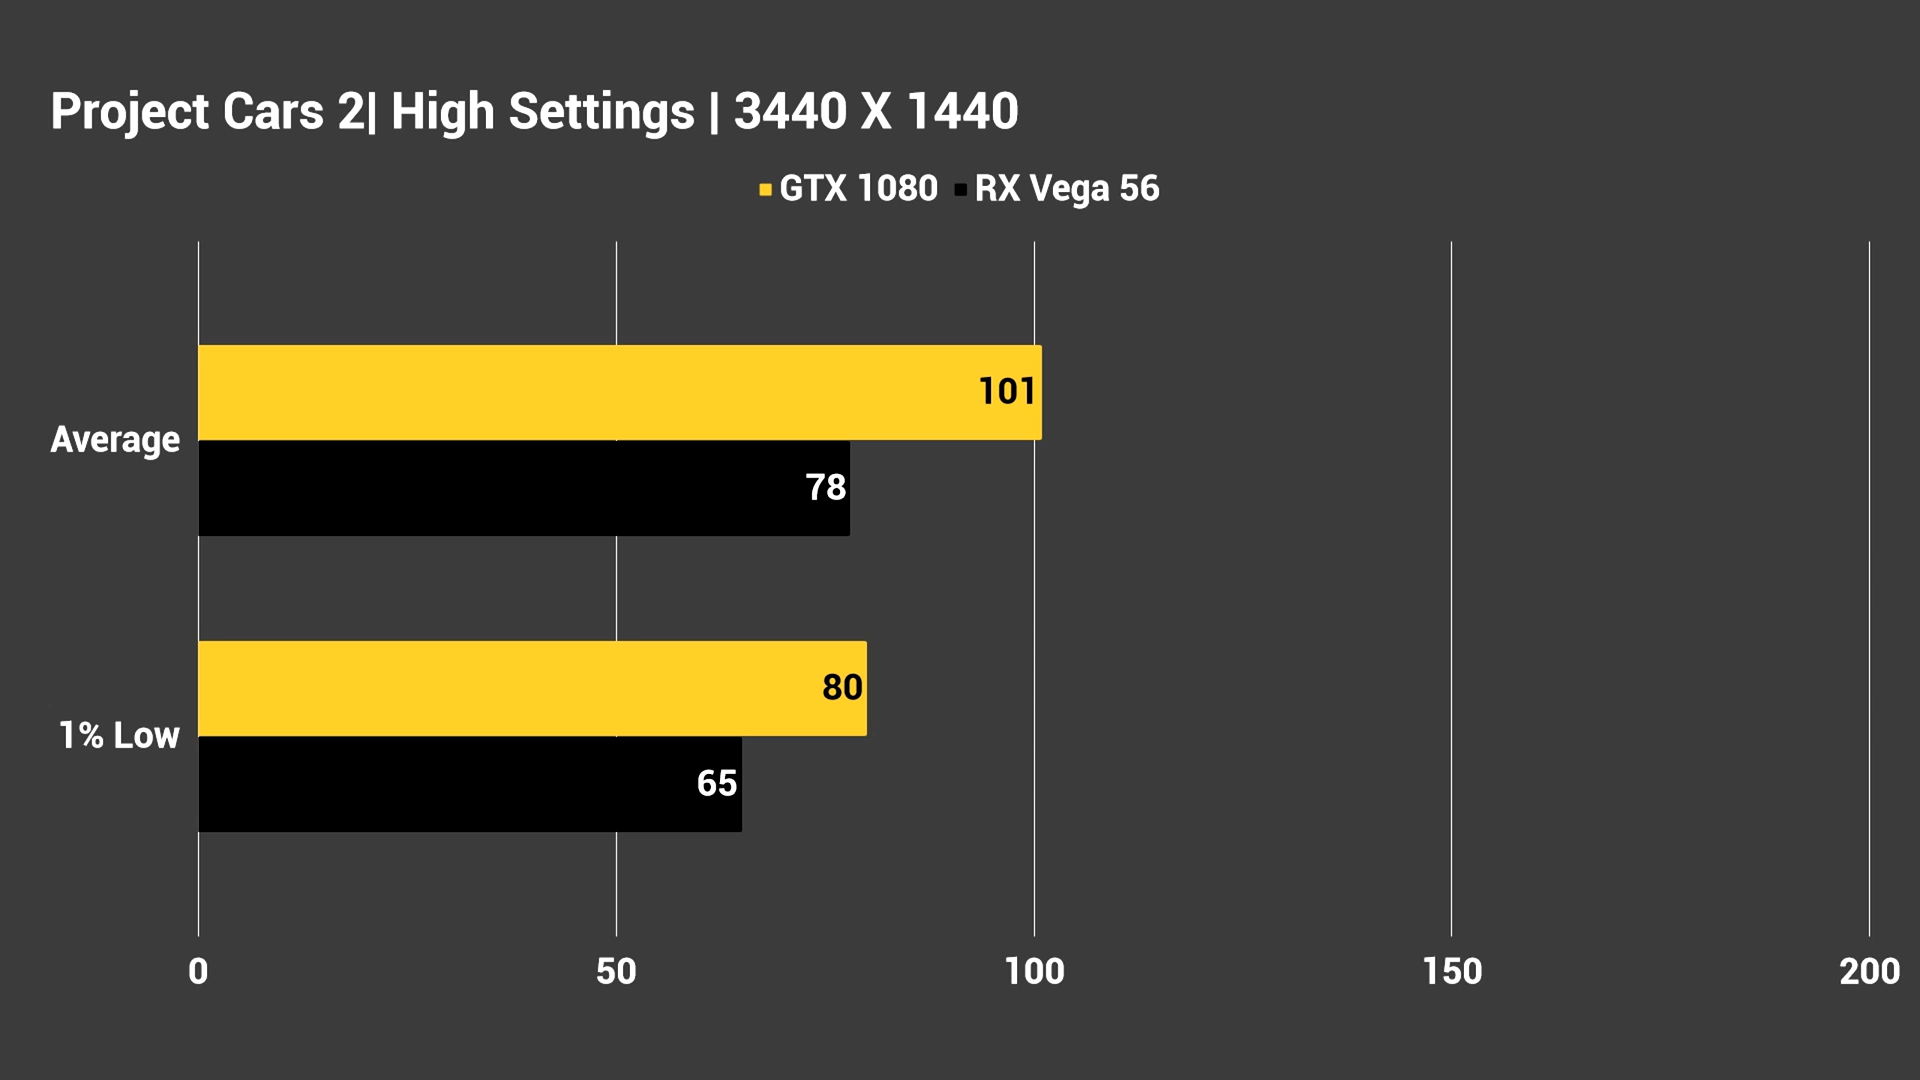 Project Cars 2| High Settings | 3440 X 1440
GTX 1080 RX Vega 56
101
Average
78
80
1% Low
65
0 50 100 150 200